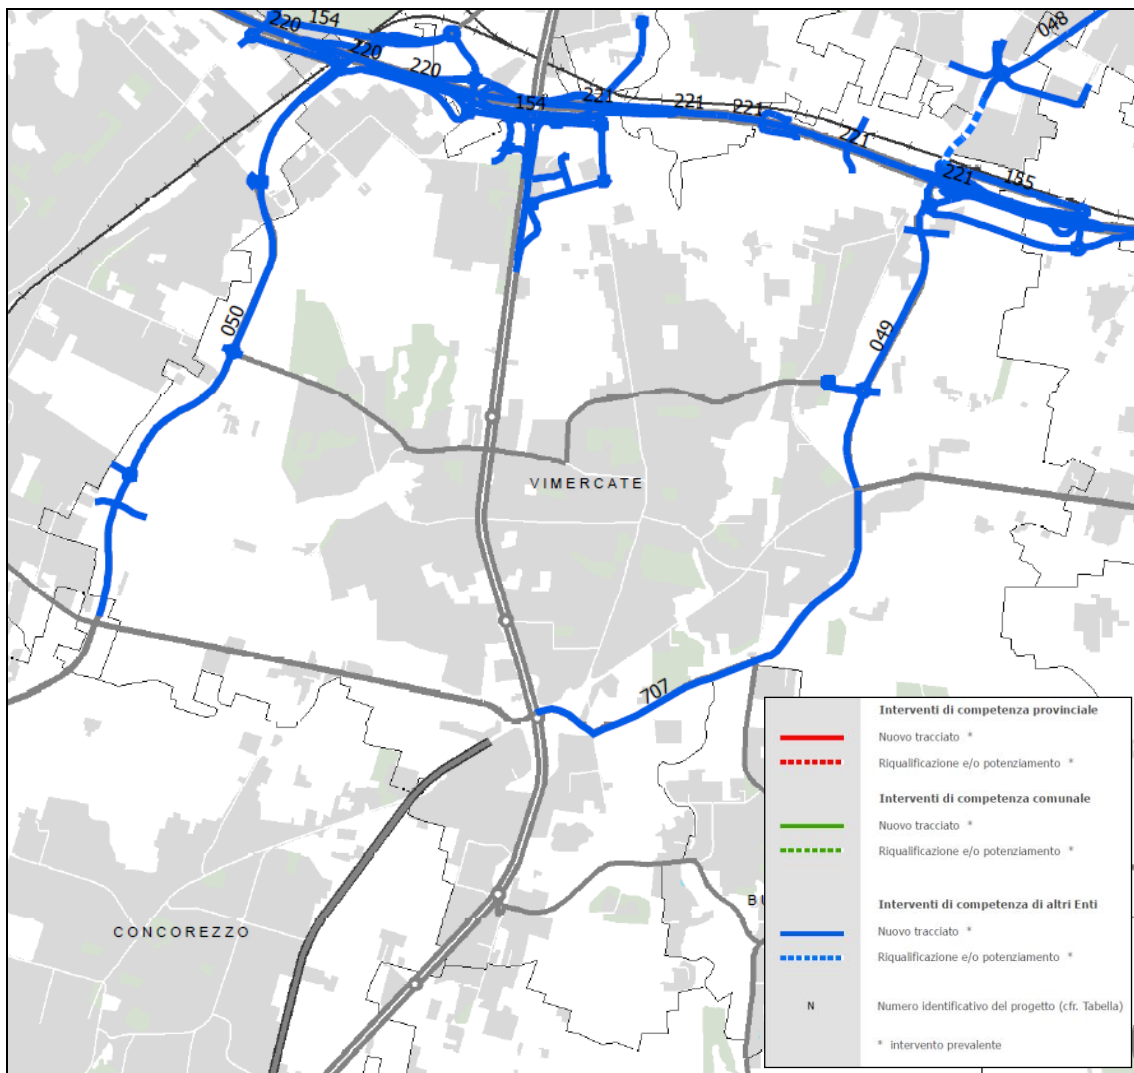 220
154
048
220
220
154
221
221
221
221
221
155
050
049
VIMERCATE
707
CONCOREZZO
BU
Interventi di competenza provinciale
Nuovo tracciato *
Riqualificazione e/o potenziamento *
Interventi di competenza comunale
Nuovo tracciato *
Riqualificazione e/o potenziamento *
Interventi di competenza di altri Enti
Nuovo tracciato *
Riqualificazione e/o potenziamento *
N Numero identificativo del progetto (cfr. Tabella)
* intervento prevalente